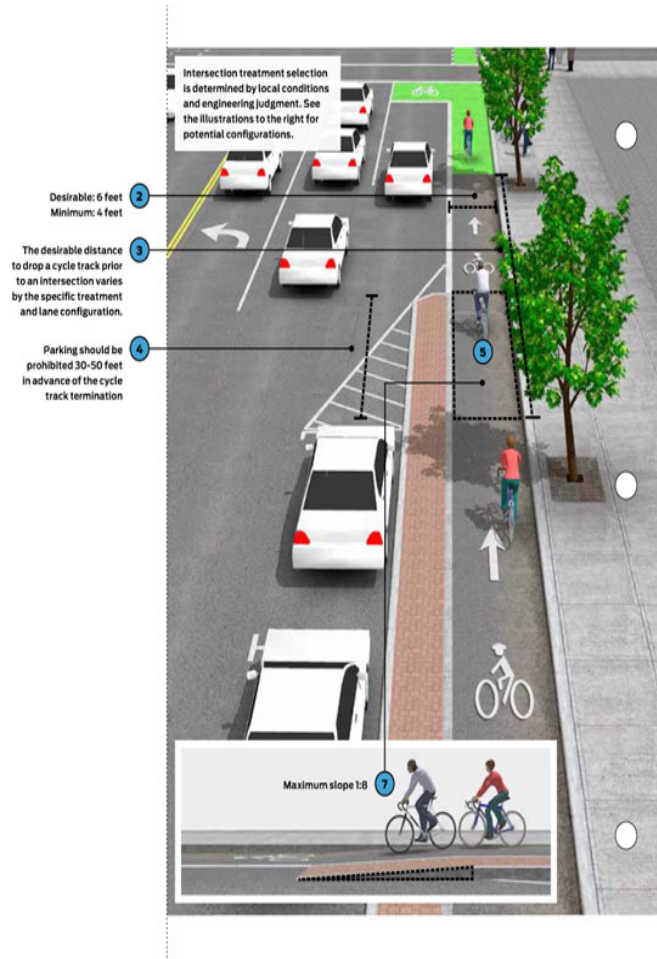 Intersection treatment selection
is determined by local conditions
and engineering judgment. See
the illustrations to the right for
potential configurations.
Desirable: 6 feet
Minimum: 4 feet
2
The desirable distance
to drop a cycle track prior
to an intersection varies
by the specific treatment
and lane configuration.
3
Parking should be
prohibited 30-50 feet
in advance of the cycle
track termination
4
5
Maximum slope 1:8
7